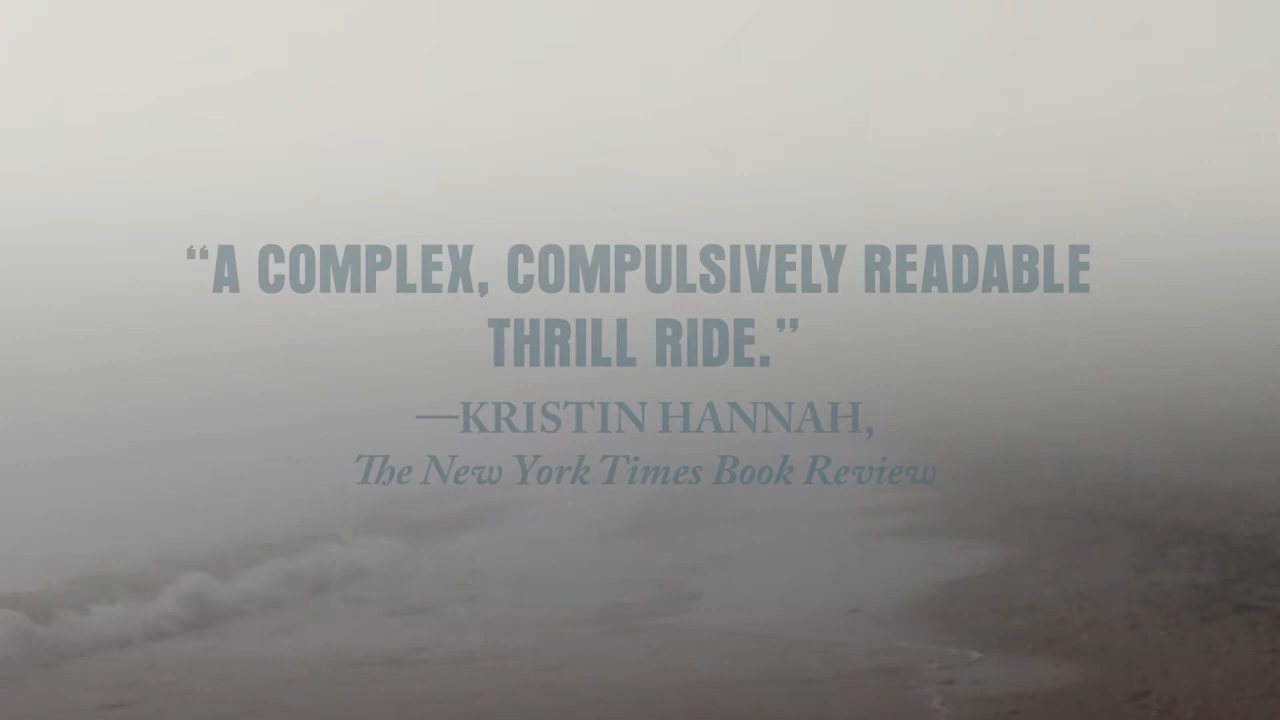 “A COMPLEX, COMPULSIVELY READABLE
THRILL RIDE.”
—KRISTIN HANNAH,
The New York Times Book Review